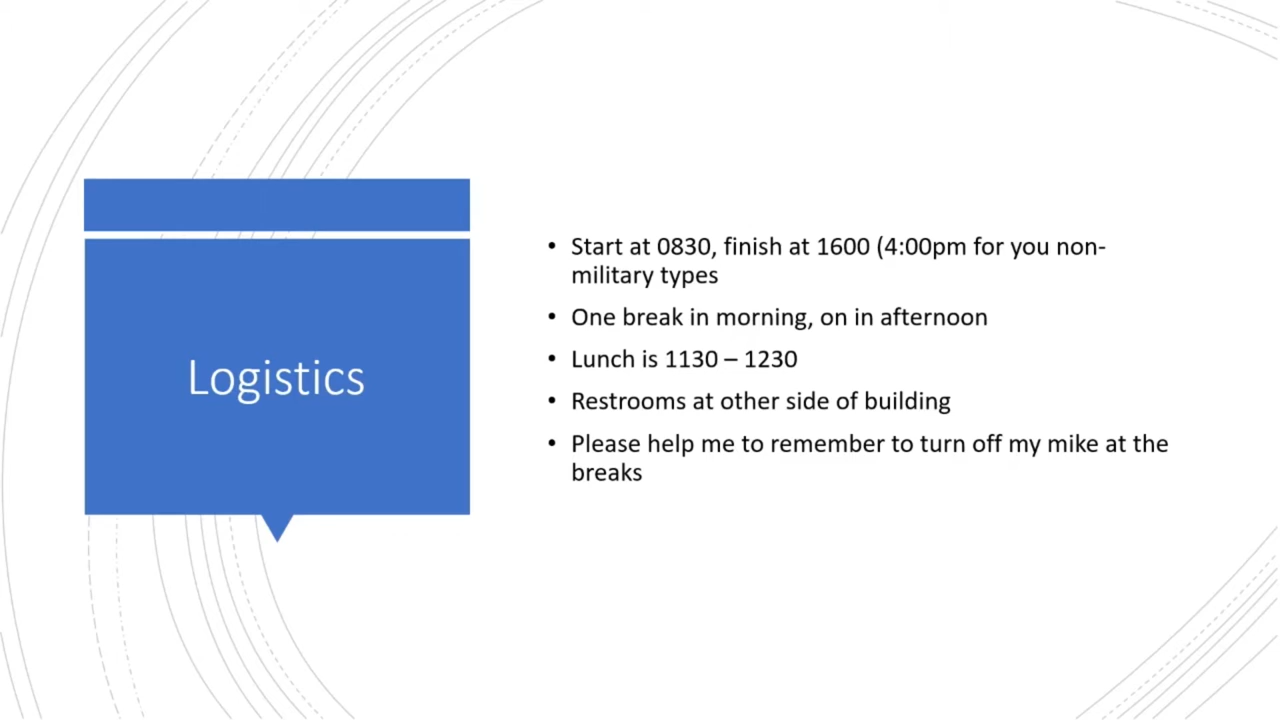 Logistics
• Start at 0830, finish at 1600 (4:00pm for you non-
military types
• One break in morning, on in afternoon
• Lunch is 1130 – 1230
• Restrooms at other side of building
• Please help me to remember to turn off my mike at the
breaks